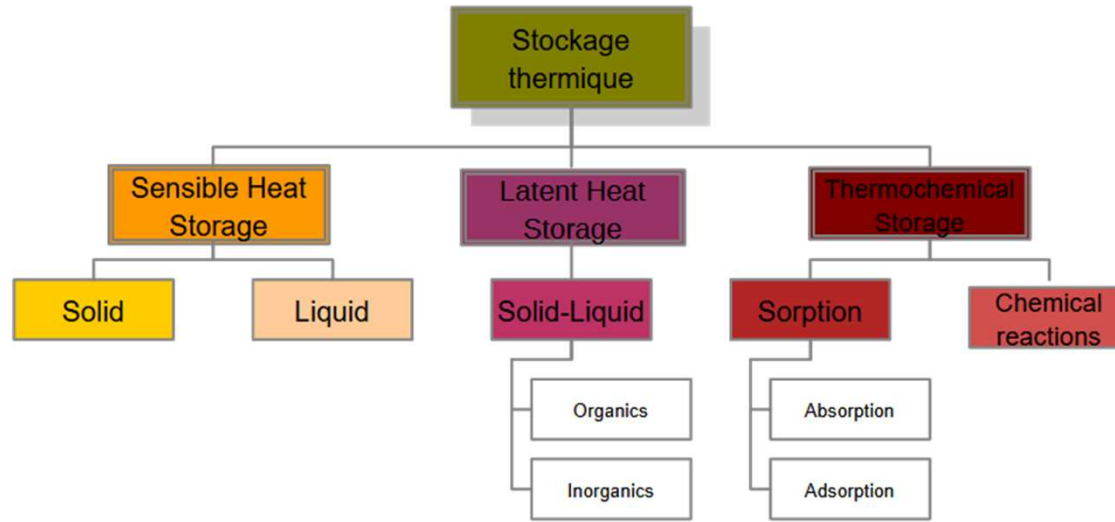 Stockage
thermique
Sensible Heat
Storage
Latent Heat
Storage
Thermochemical
Storage
Solid
Liquid
Solid-Liquid
Sorption
Chemical
reactions
Organics
Absorption
Inorganics
Adsorption